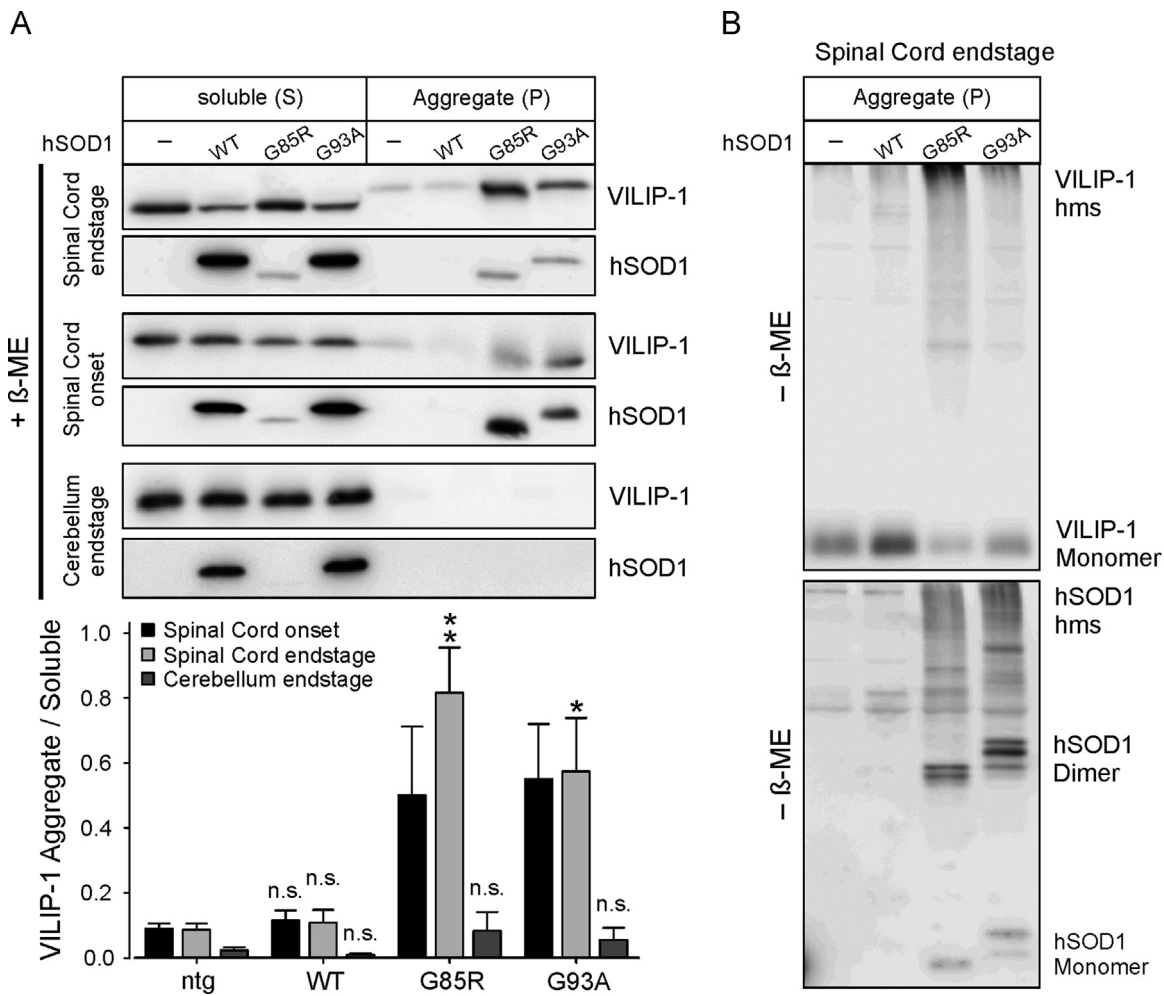 A
soluble (S) Aggregate (P)
hSOD1 – WT G85R G93A – WT G85R G93A
+ ß-ME
Spinal Cord
endstage
VILIP-1
hSOD1
Spinal Cord
onset
VILIP-1
hSOD1
Cerebellum
endstage
VILIP-1
hSOD1
VILIP-1 Aggregate / Soluble
1.0
0.8
0.6
0.4
0.2
0.0
Spinal Cord onset
Spinal Cord endstage
Cerebellum endstage
n.s. n.s. n.s. * * n.s. * n.s.
ntg WT G85R G93A
B
Spinal Cord endstage
Aggregate (P)
hSOD1 – WT G85R G93A
– ß-ME
VILIP-1
hms
VILIP-1
Monomer
– ß-ME
hSOD1
hms
hSOD1
Dimer
hSOD1
Monomer